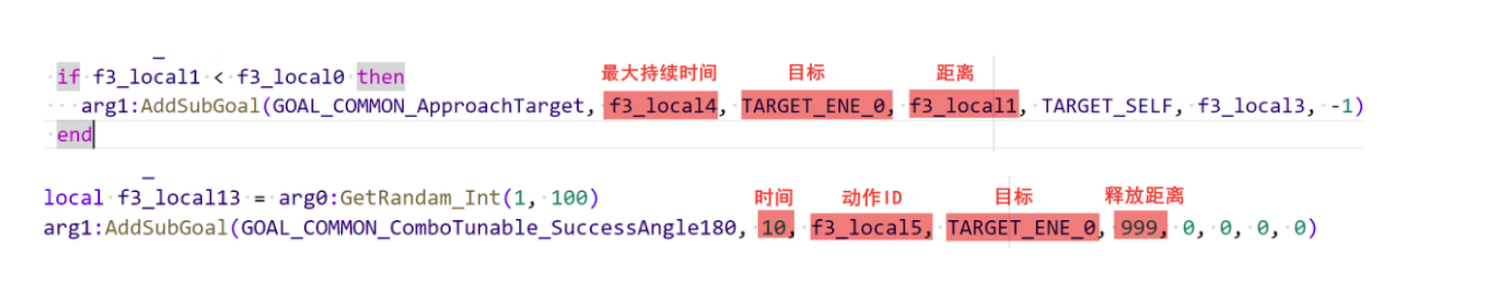 if f3_local1 < f3_local0 then
最大持续时间 目标 距离
arg1:AddSubGoal(GOAL_COMMON_ApproachTarget, f3_local4, TARGET_ENE_0, f3_local1, TARGET_SELF, f3_local3, -1)
end
local f3_local13 = arg0:GetRandam_Int(1, 100)
时间 动作ID 目标 释放距离
arg1:AddSubGoal(GOAL_COMMON_ComboTunable_SuccessAngle180, 10, f3_local5, TARGET_ENE_0, 999, 0, 0, 0, 0)